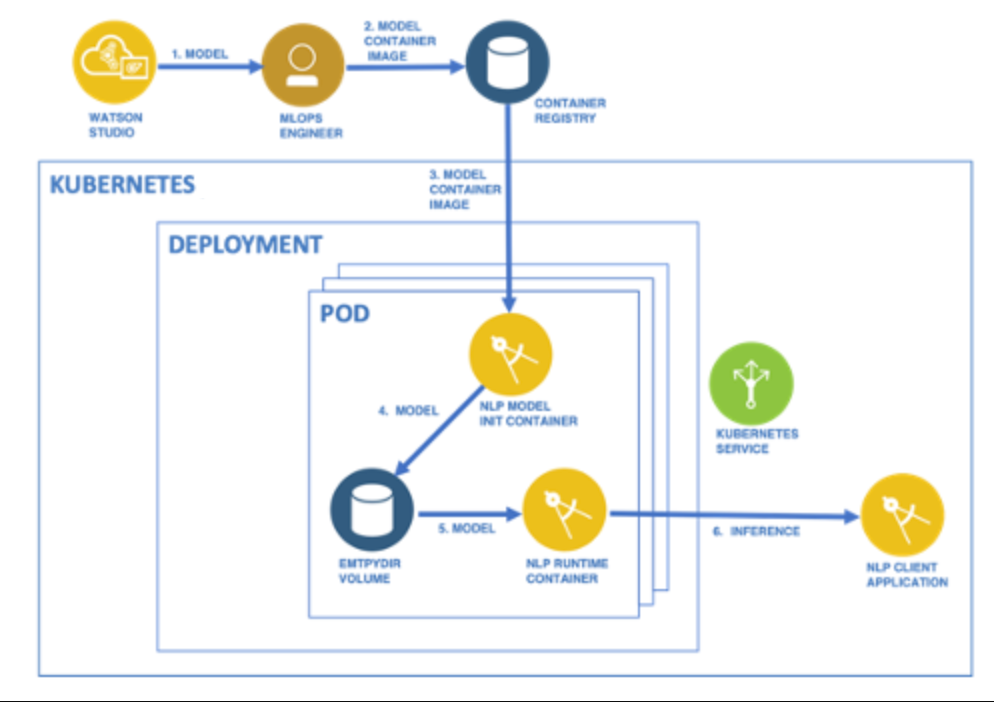 1. MODEL
2. MODEL
CONTAINER
IMAGE
WATSON
STUDIO
MLOPS
ENGINEER
CONTAINER
REGISTRY
KUBERNETES
3. MODEL
CONTAINER
IMAGE
DEPLOYMENT
POD
4. MODEL
NLP MODEL
INIT CONTAINER
KUBERNETES
SERVICE
5. MODEL
6. INFERENCE
EMTPYDIR
VOLUME
NLP RUNTIME
CONTAINER
NLP CLIENT
APPLICATION